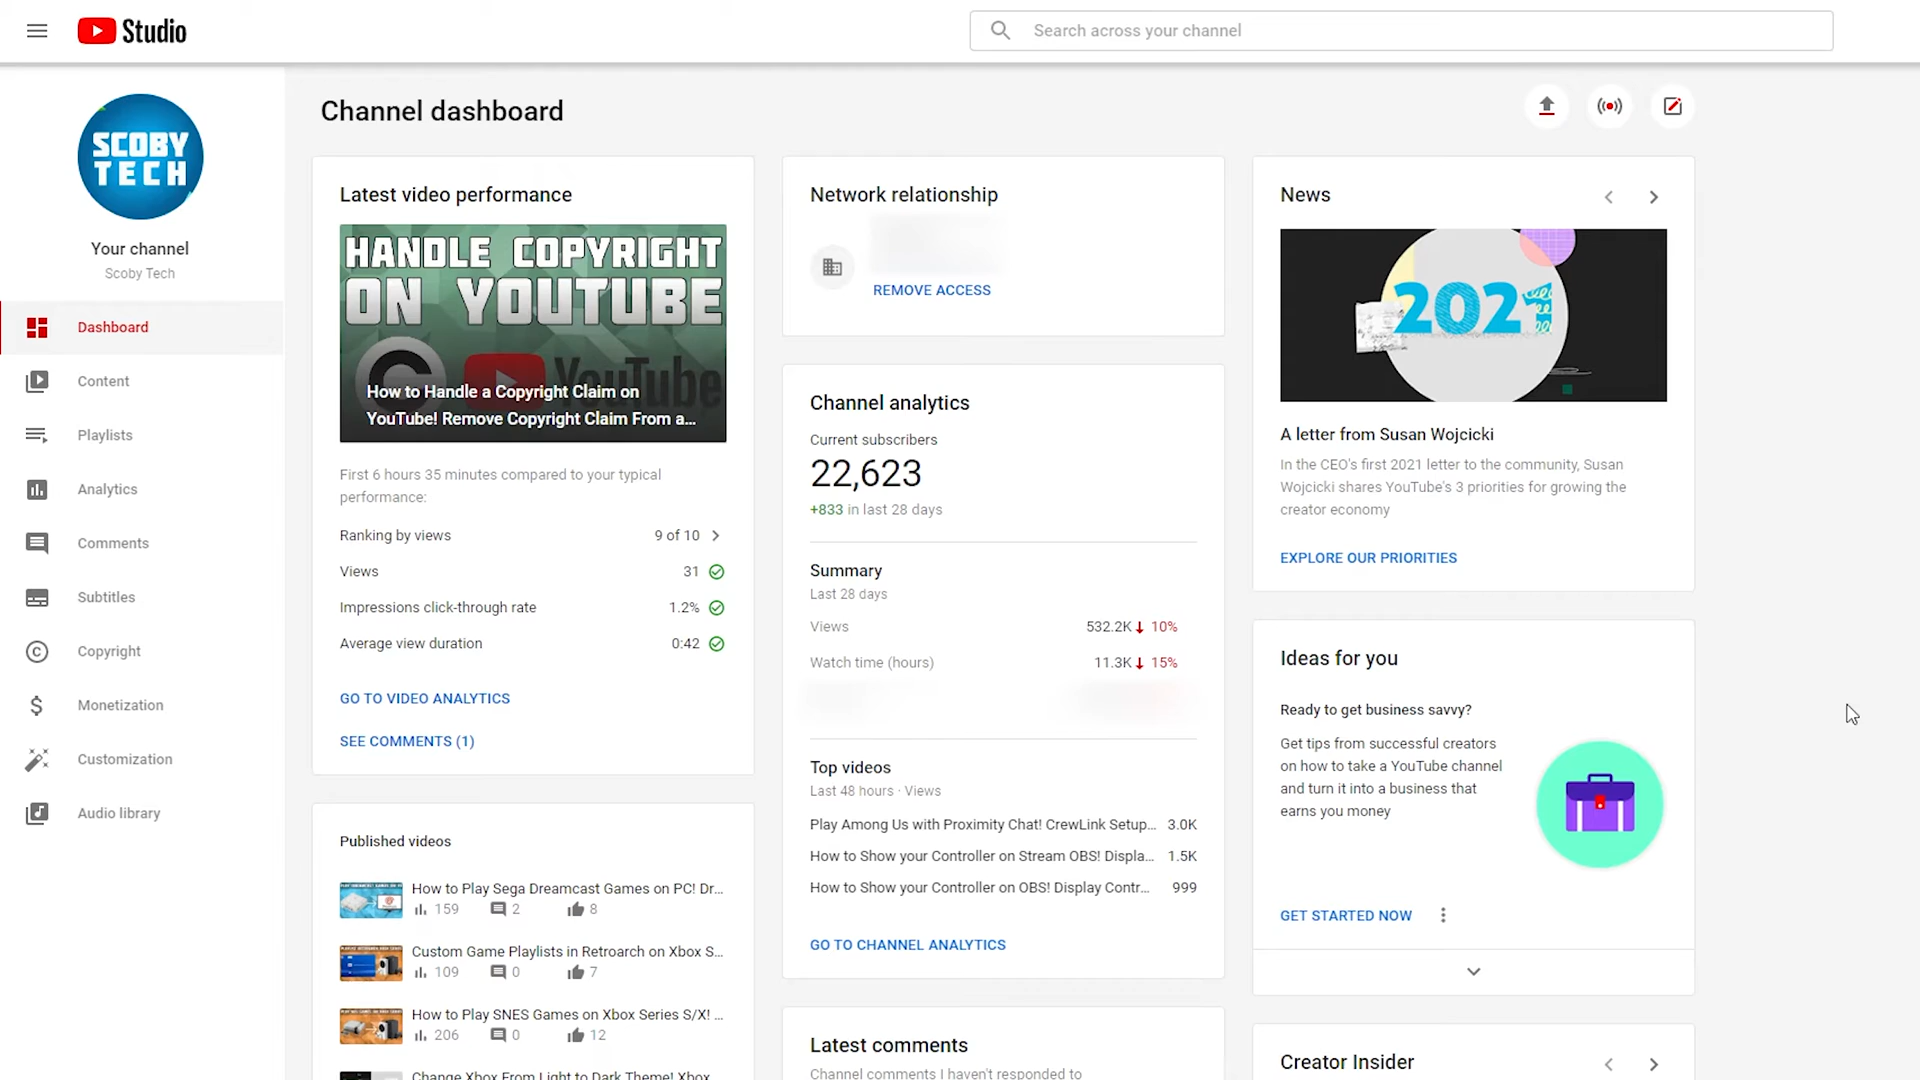 Studio
Search across your channel
SCOBY
TECH
Your channel
Scoby Tech
Dashboard
Content
Playlists
Analytics
Comments
Subtitles
Copyright
Monetization
Customization
Audio library
Channel dashboard
Latest video performance
HANDLE COPYRIGHT
ON YOUTUBE
YouTube
How to Handle a Copyright Claim on
YouTube! Remove Copyright Claim From a...
First 6 hours 35 minutes compared to your typical
performance:
Ranking by views 9 of 10
Views 31
Impressions click-through rate 1.2%
Average view duration 0:42
GO TO VIDEO ANALYTICS
SEE COMMENTS (1)
Published videos
How to Play Sega Dreamcast Games on PC! Dr...
159 2 8
Custom Game Playlists in Retroarch on Xbox S...
109 0 7
How to Play SNES Games on Xbox Series S/X! ...
206 0 12
Change Xbox From Light to Dark Theme! Xbox
Network relationship
REMOVE ACCESS
Channel analytics
Current subscribers
22,623
+833 in last 28 days
Summary
Last 28 days
Views 532.2K 10%
Watch time (hours) 11.3K 15%
Top videos
Last 48 hours · Views
Play Among Us with Proximity Chat! CrewLink Setup... 3.0K
How to Show your Controller on Stream OBS! Displa... 1.5K
How to Show your Controller on OBS! Display Contr... 999
GO TO CHANNEL ANALYTICS
Latest comments
Channel comments I haven't responded to
News
2021
A letter from Susan Wojcicki
In the CEO's first 2021 letter to the community, Susan
Wojcicki shares YouTube's 3 priorities for growing the
creator economy
EXPLORE OUR PRIORITIES
Ideas for you
Ready to get business savvy?
Get tips from successful creators
on how to take a YouTube channel
and turn it into a business that
earns you money
GET STARTED NOW
Creator Insider